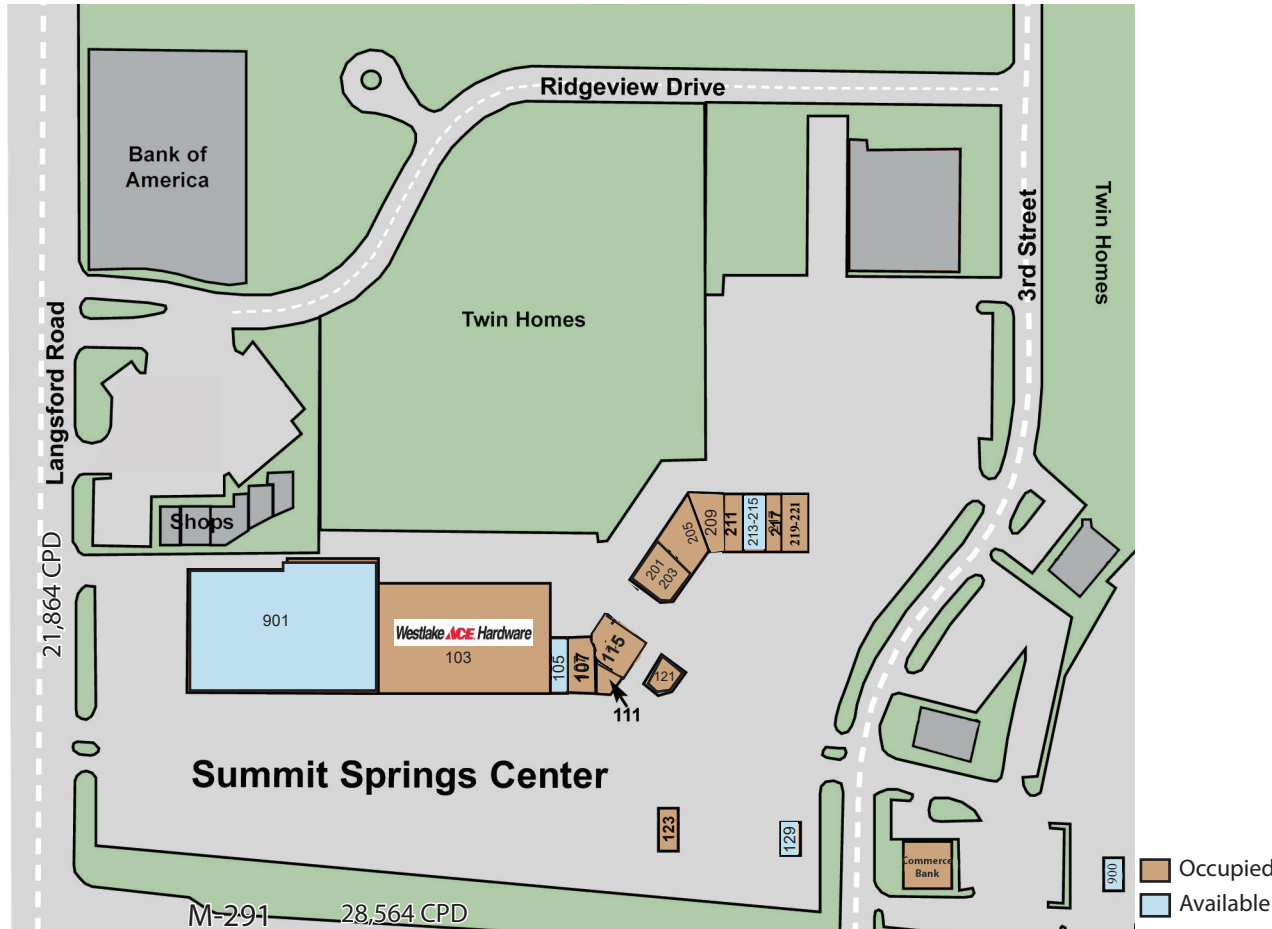 Ridgeview Drive
Bank of
America
3rd Street
Twin Homes
Langsford Road
Twin Homes
Shops
21,864 CPD
205
209
211
213-215
217
219-221
201
203
901
Westlake ACE Hardware
103
105
107
115
111
121
Summit Springs Center
123
129
Commerce
Bank
900
Occupied
Available
M-291
28,564 CPD